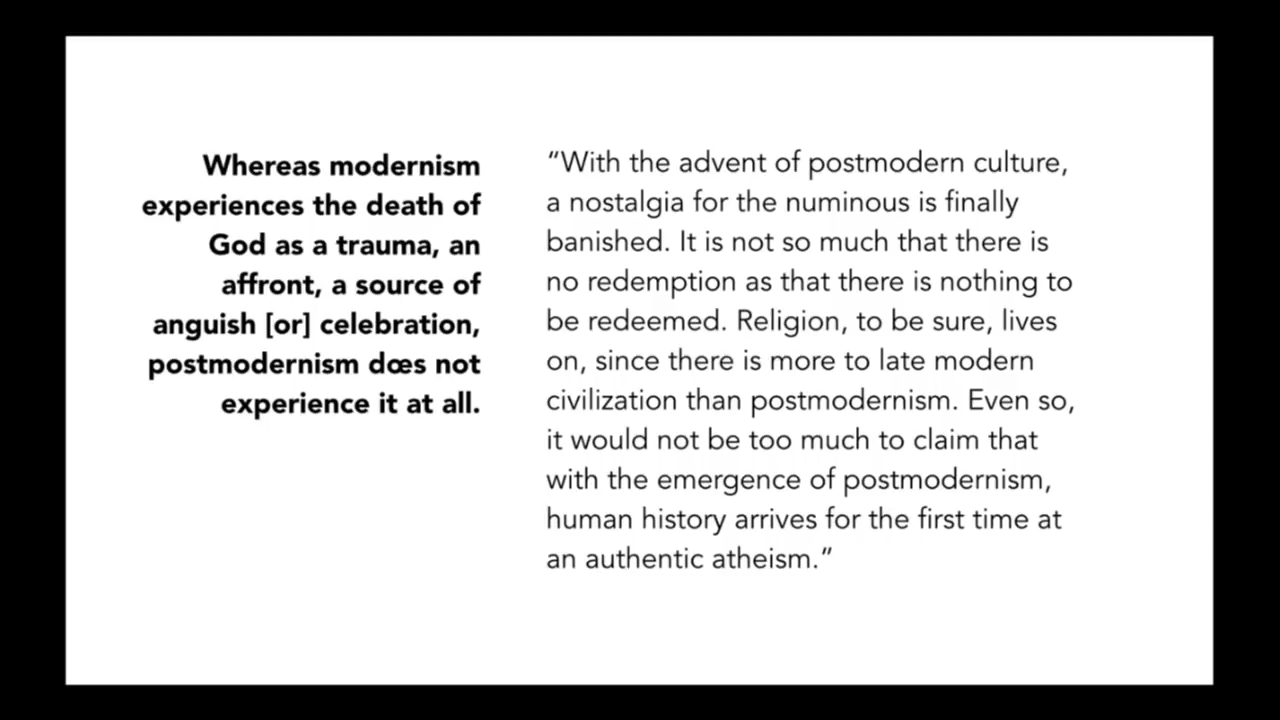 Whereas modernism
experiences the death of
God as a trauma, an
affront, a source of
anguish [or] celebration,
postmodernism dœs not
experience it at all.
“With the advent of postmodern culture,
a nostalgia for the numinous is finally
banished. It is not so much that there is
no redemption as that there is nothing to
be redeemed. Religion, to be sure, lives
on, since there is more to late modern
civilization than postmodernism. Even so,
it would not be too much to claim that
with the emergence of postmodernism,
human history arrives for the first time at
an authentic atheism.”